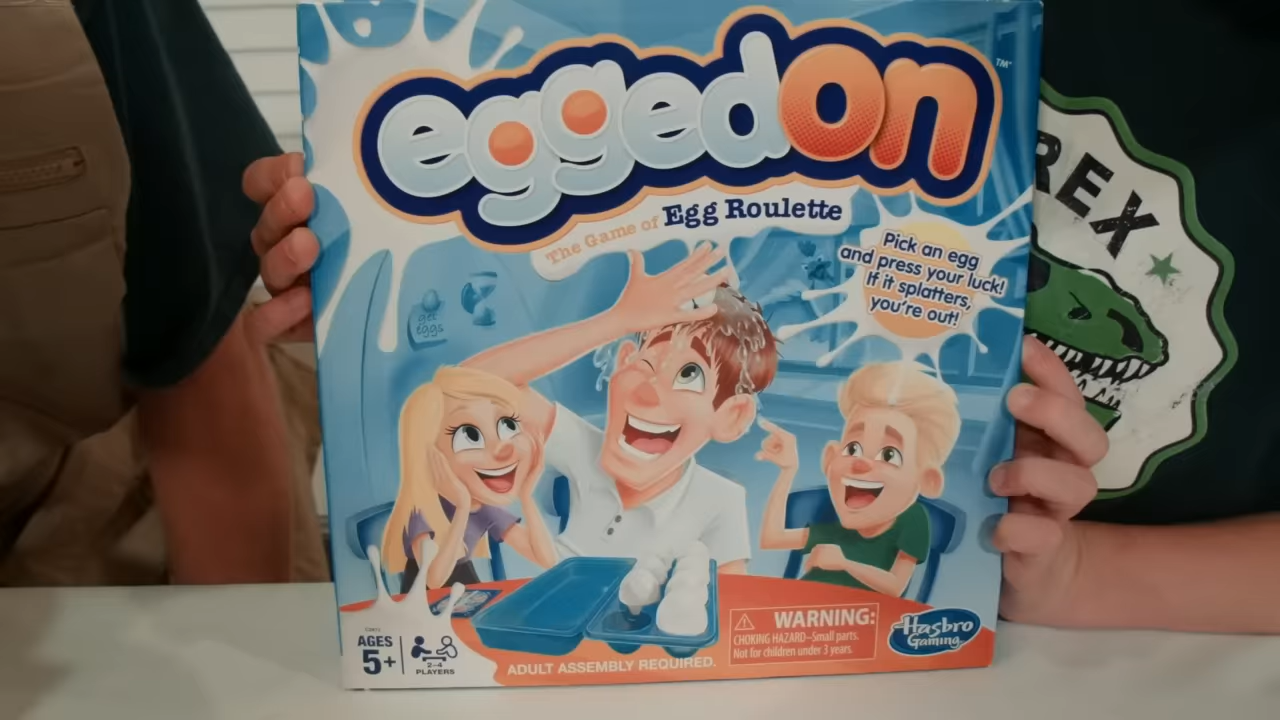 eggedon™
The Game of Egg Roulette
Pick an egg
and press your luck!
If it splatters,
you're out!
REX
get
eggs
WARNING:
CHOKING HAZARD–Small parts.
Not for children under 3 years.
Hasbro
Gaming
AGES
5+
2-4
PLAYERS
ADULT ASSEMBLY REQUIRED.